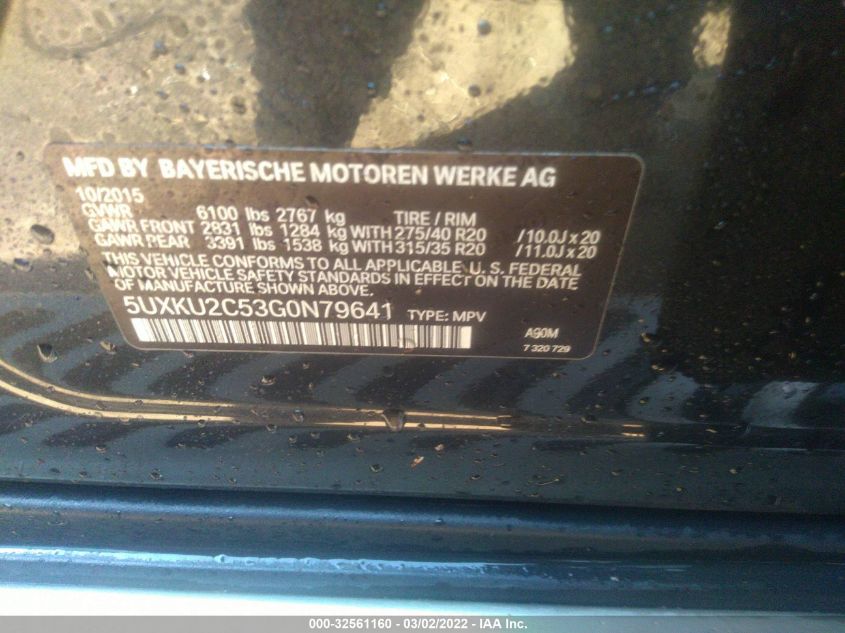 MFD BY BAYERISCHE MOTOREN WERKE AG
10/2015
GVWR 6100 lbs 2767 kg TIRE / RIM
GAWR FRONT 2831 lbs 1284 kg WITH 275/40 R20 /10.0J x 20
GAWR REAR 3391 lbs 1538 kg WITH 315/35 R20 /11.0J x 20
THIS VEHICLE CONFORMS TO ALL APPLICABLE U. S. FEDERAL
MOTOR VEHICLE SAFETY STANDARDS IN EFFECT ON THE DATE
OF MANUFACTURE SHOWN ABOVE.
5UXKU2C53G0N79641 TYPE: MPV
A90M
7 320 729
000-32561160 - 03/02/2022 - IAA Inc.